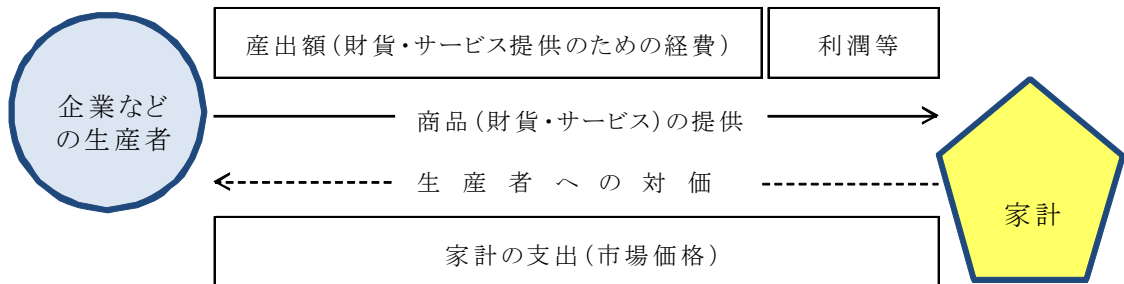 産出額(財貨・サービス提供のための経費)
利潤等
企業など
の生産者
商品(財貨・サービス)の提供
生産者への対価
家計
家計の支出(市場価格)